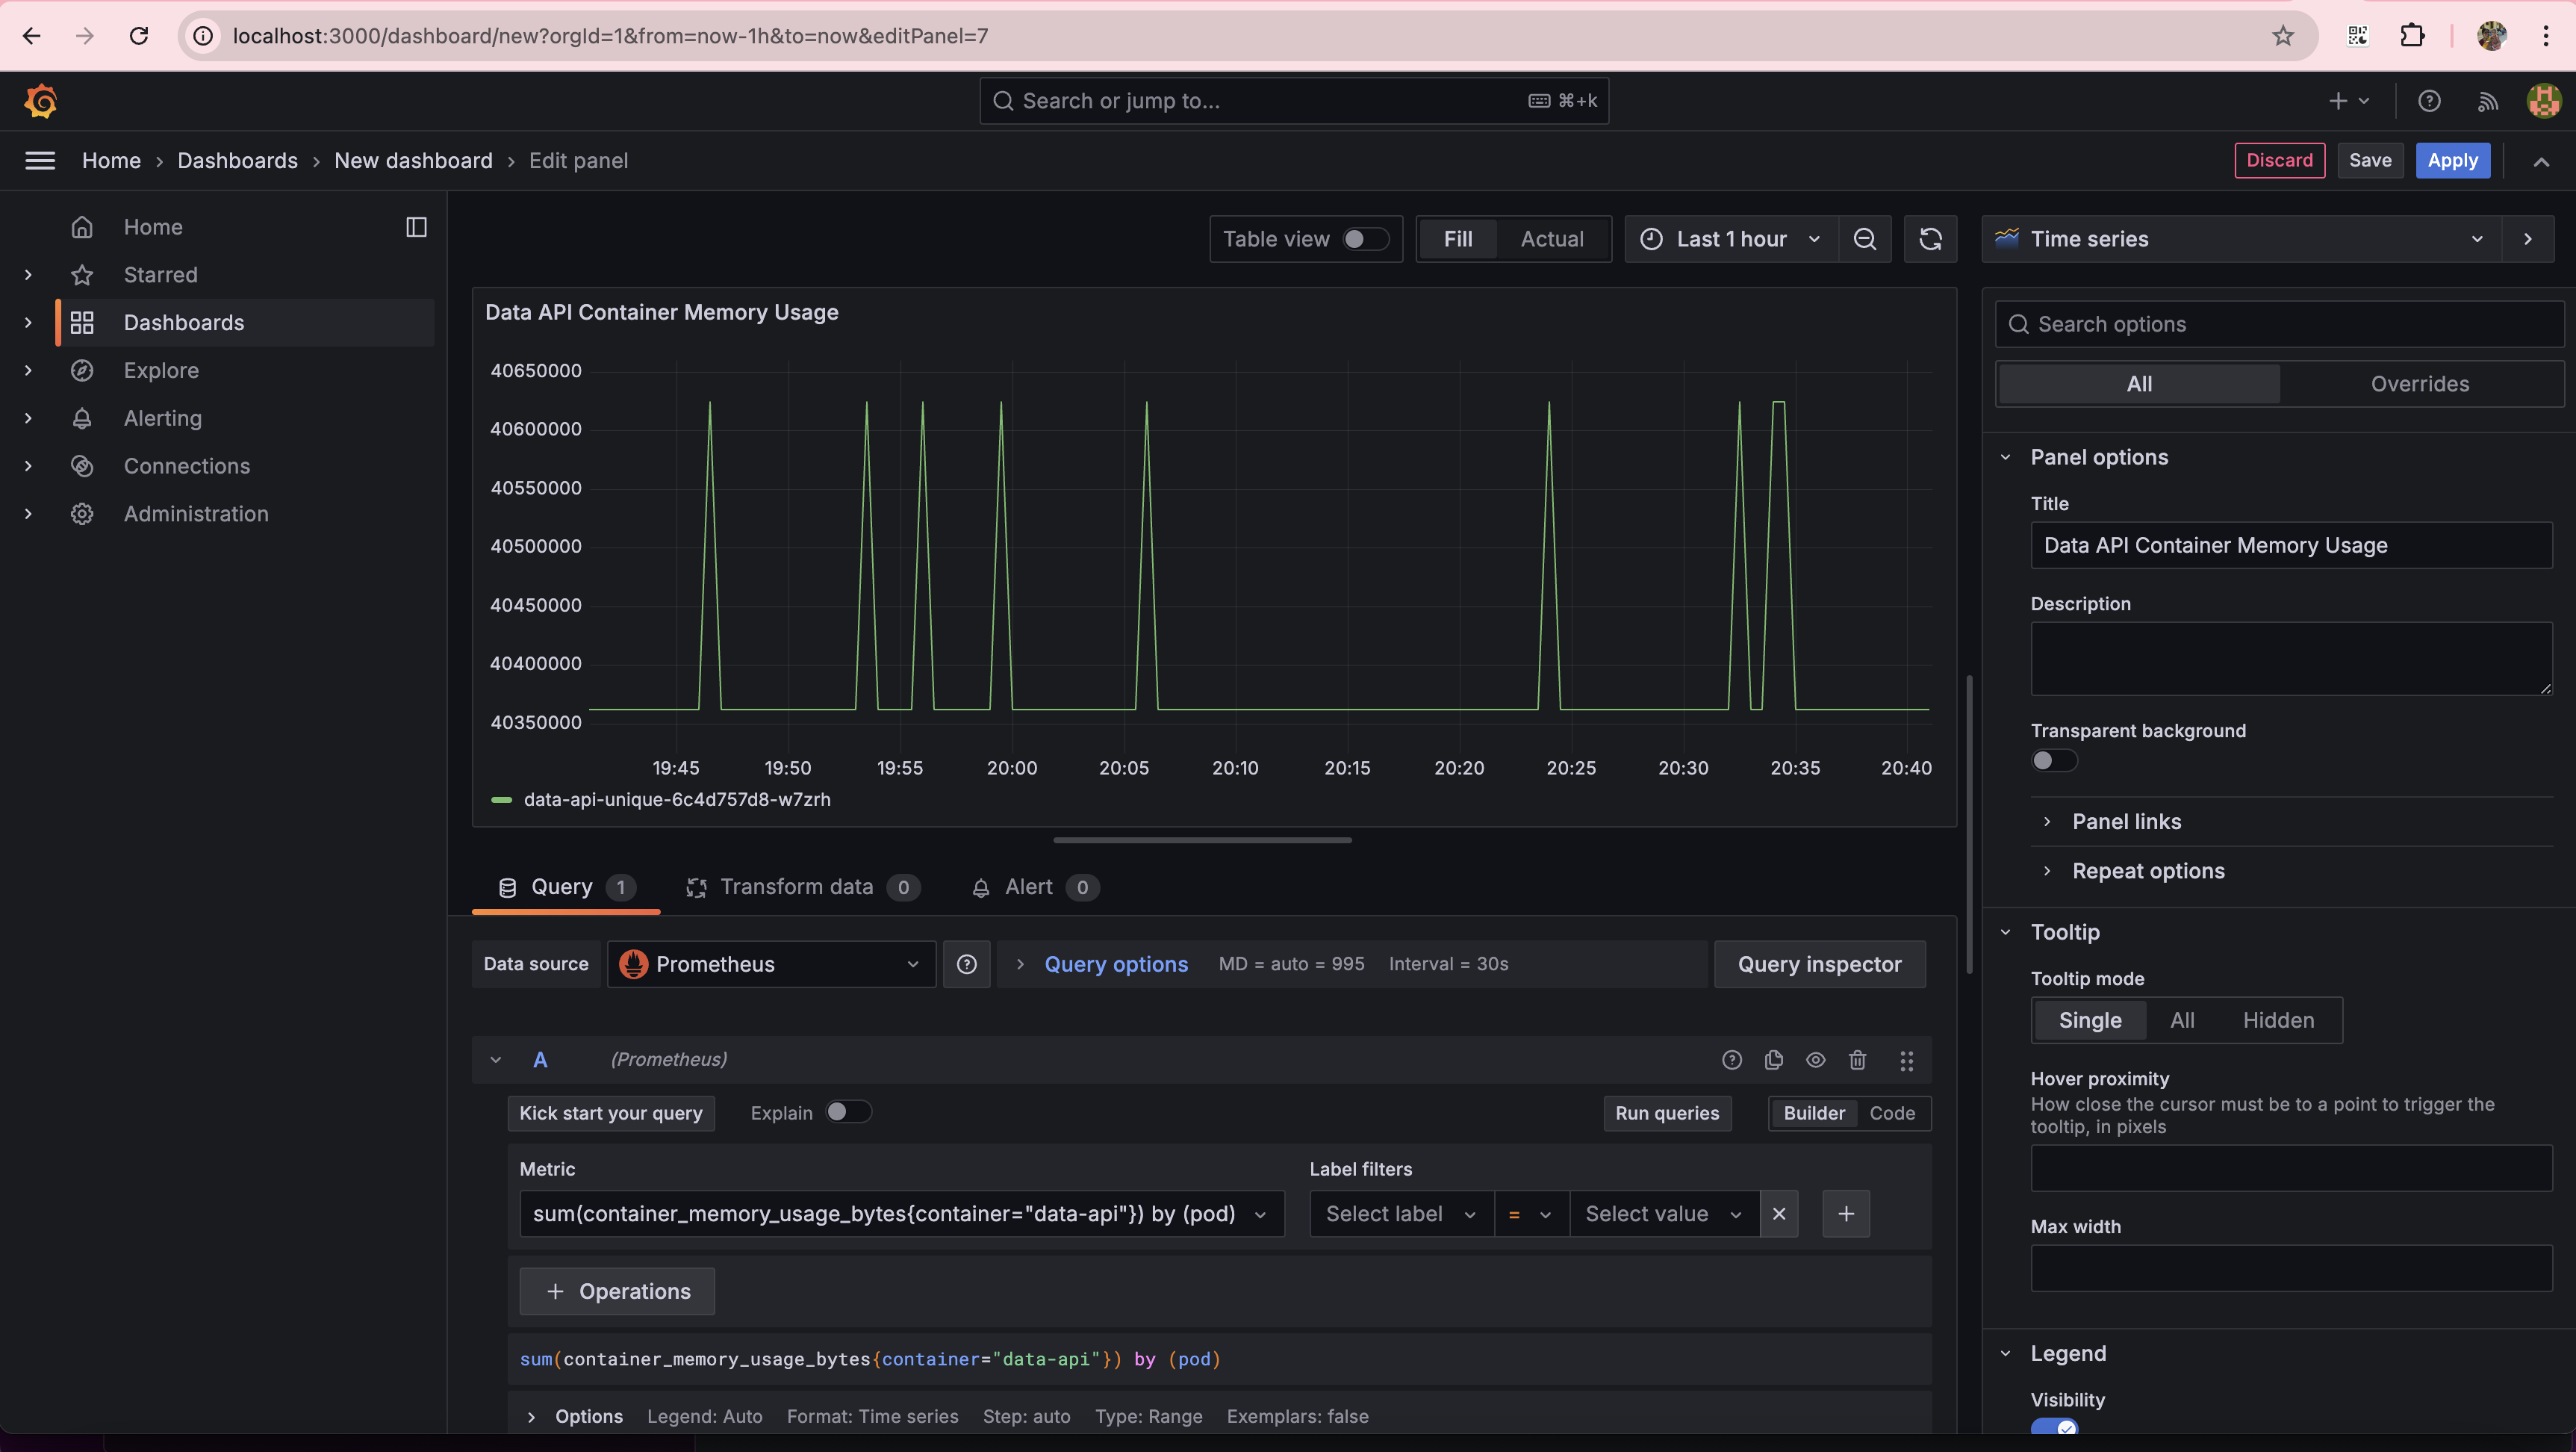 localhost:3000/dashboard/new?orgId=1&from=now-1h&to=now&editPanel=7
Search or jump to...
⌘+k
Home › Dashboards › New dashboard › Edit panel
Discard
Save
Apply
Home
Starred
Dashboards
Explore
Alerting
Connections
Administration
Table view
Fill
Actual
Last 1 hour
Time series
Data API Container Memory Usage
40650000
40600000
40550000
40500000
40450000
40400000
40350000
19:45 19:50 19:55 20:00 20:05 20:10 20:15 20:20 20:25 20:30 20:35 20:40
data-api-unique-6c4d757d8-w7zrh
Query 1
Transform data 0
Alert 0
Data source
Prometheus
Query options
MD = auto = 995
Interval = 30s
Query inspector
A
(Prometheus)
Kick start your query
Explain
Run queries
Builder
Code
Metric
Label filters
sum(container_memory_usage_bytes{container="data-api"}) by (pod)
Select label
=
Select value
+ Operations
sum(container_memory_usage_bytes{container="data-api"}) by (pod)
Options
Legend: Auto
Format: Time series
Step: auto
Type: Range
Exemplars: false
Search options
All
Overrides
Panel options
Title
Data API Container Memory Usage
Description
Transparent background
Panel links
Repeat options
Tooltip
Tooltip mode
Single
All
Hidden
Hover proximity
How close the cursor must be to a point to trigger the
tooltip, in pixels
Max width
Legend
Visibility